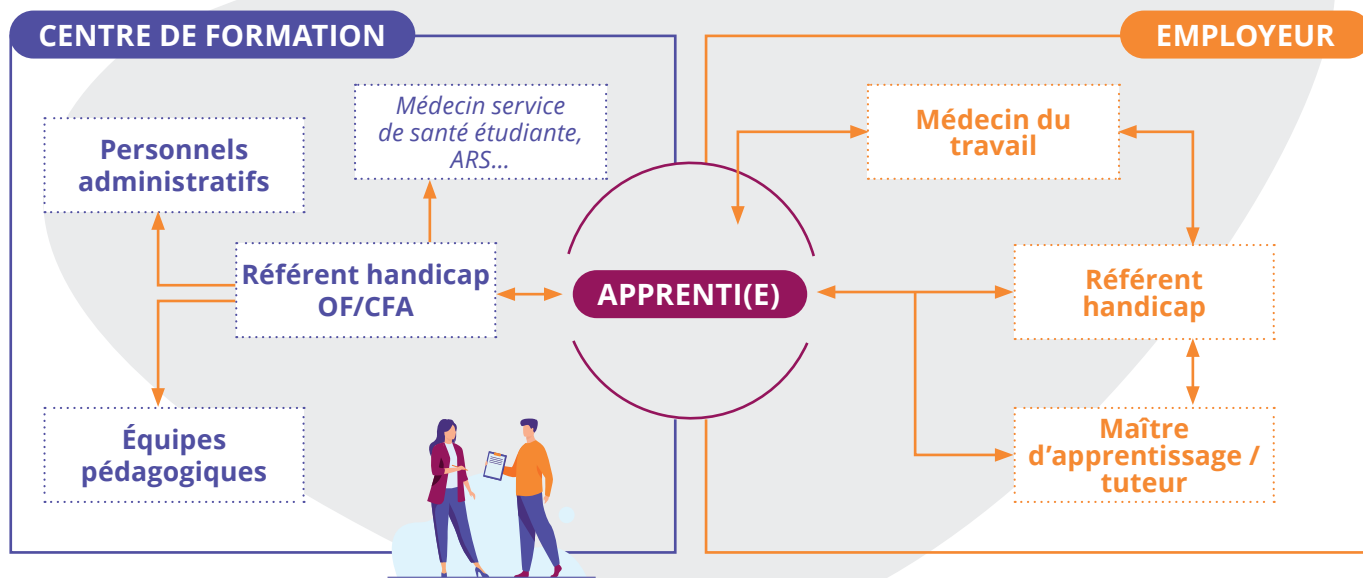 CENTRE DE FORMATION
Personnels
administratifs
Médecin service
de santé étudiante,
ARS...
Référent handicap
OF/CFA
Équipes
pédagogiques
APPRENTI(E)
EMPLOYEUR
Médecin du
travail
Référent
handicap
Maître
d’apprentissage /
tuteur